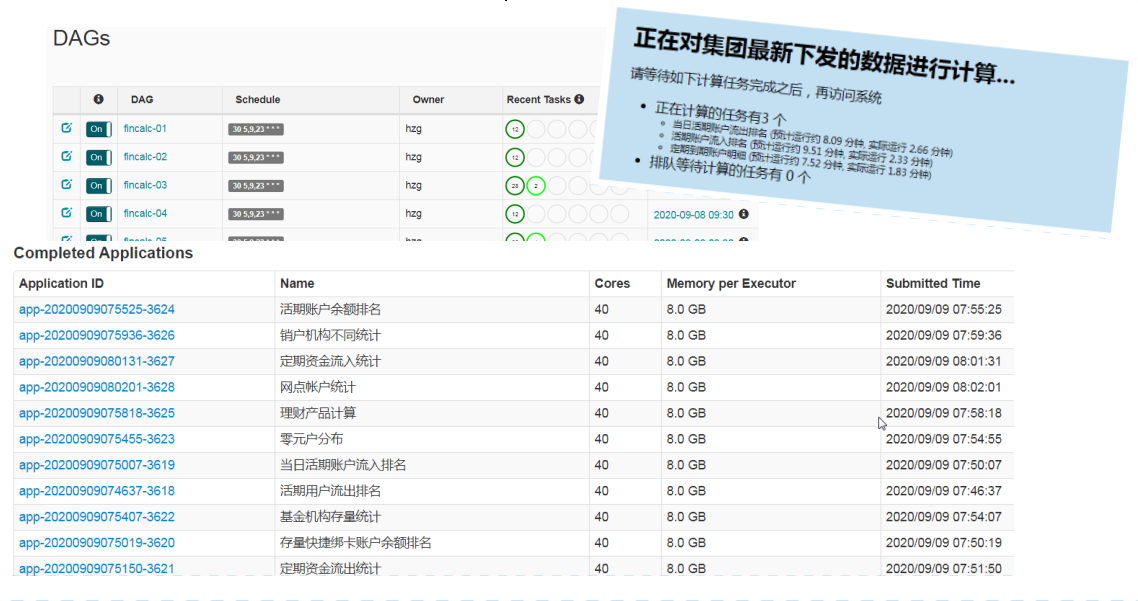 DAGs
DAG Schedule Owner Recent Tasks
On fincalc-01 30 5,9,23 * * * hzg 12
On fincalc-02 30 5,9,23 * * * hzg 12
On fincalc-03 30 5,9,23 * * * hzg 28 2
On fincalc-04 30 5,9,23 * * * hzg 12 2020-09-08 09:30
正在对集团最新下发的数据进行计算...
请等待如下计算任务完成之后，再访问系统
正在计算的任务有3 个
当日活期账户流出排名 (预计运行约 8.09 分钟, 实际运行 2.66 分钟)
活期账户流入排名 (预计运行约 9.51 分钟, 实际运行 2.33 分钟)
定期到期账户明细 (预计运行约 7.52 分钟, 实际运行 1.83 分钟)
排队等待计算的任务有 0 个
Completed Applications
Application ID Name Cores Memory per Executor Submitted Time
app-20200909075525-3624 活期账户余额排名 40 8.0 GB 2020/09/09 07:55:25
app-20200909075936-3626 销户机构不同统计 40 8.0 GB 2020/09/09 07:59:36
app-20200909080131-3627 定期资金流入统计 40 8.0 GB 2020/09/09 08:01:31
app-20200909080201-3628 网点帐户统计 40 8.0 GB 2020/09/09 08:02:01
app-20200909075818-3625 理财产品计算 40 8.0 GB 2020/09/09 07:58:18
app-20200909075455-3623 零元户分布 40 8.0 GB 2020/09/09 07:54:55
app-20200909075007-3619 当日活期账户流入排名 40 8.0 GB 2020/09/09 07:50:07
app-20200909074637-3618 活期用户流出排名 40 8.0 GB 2020/09/09 07:46:37
app-20200909075407-3622 基金机构存量统计 40 8.0 GB 2020/09/09 07:54:07
app-20200909075019-3620 存量快捷绑卡账户余额排名 40 8.0 GB 2020/09/09 07:50:19
app-20200909075150-3621 定期资金流出统计 40 8.0 GB 2020/09/09 07:51:50